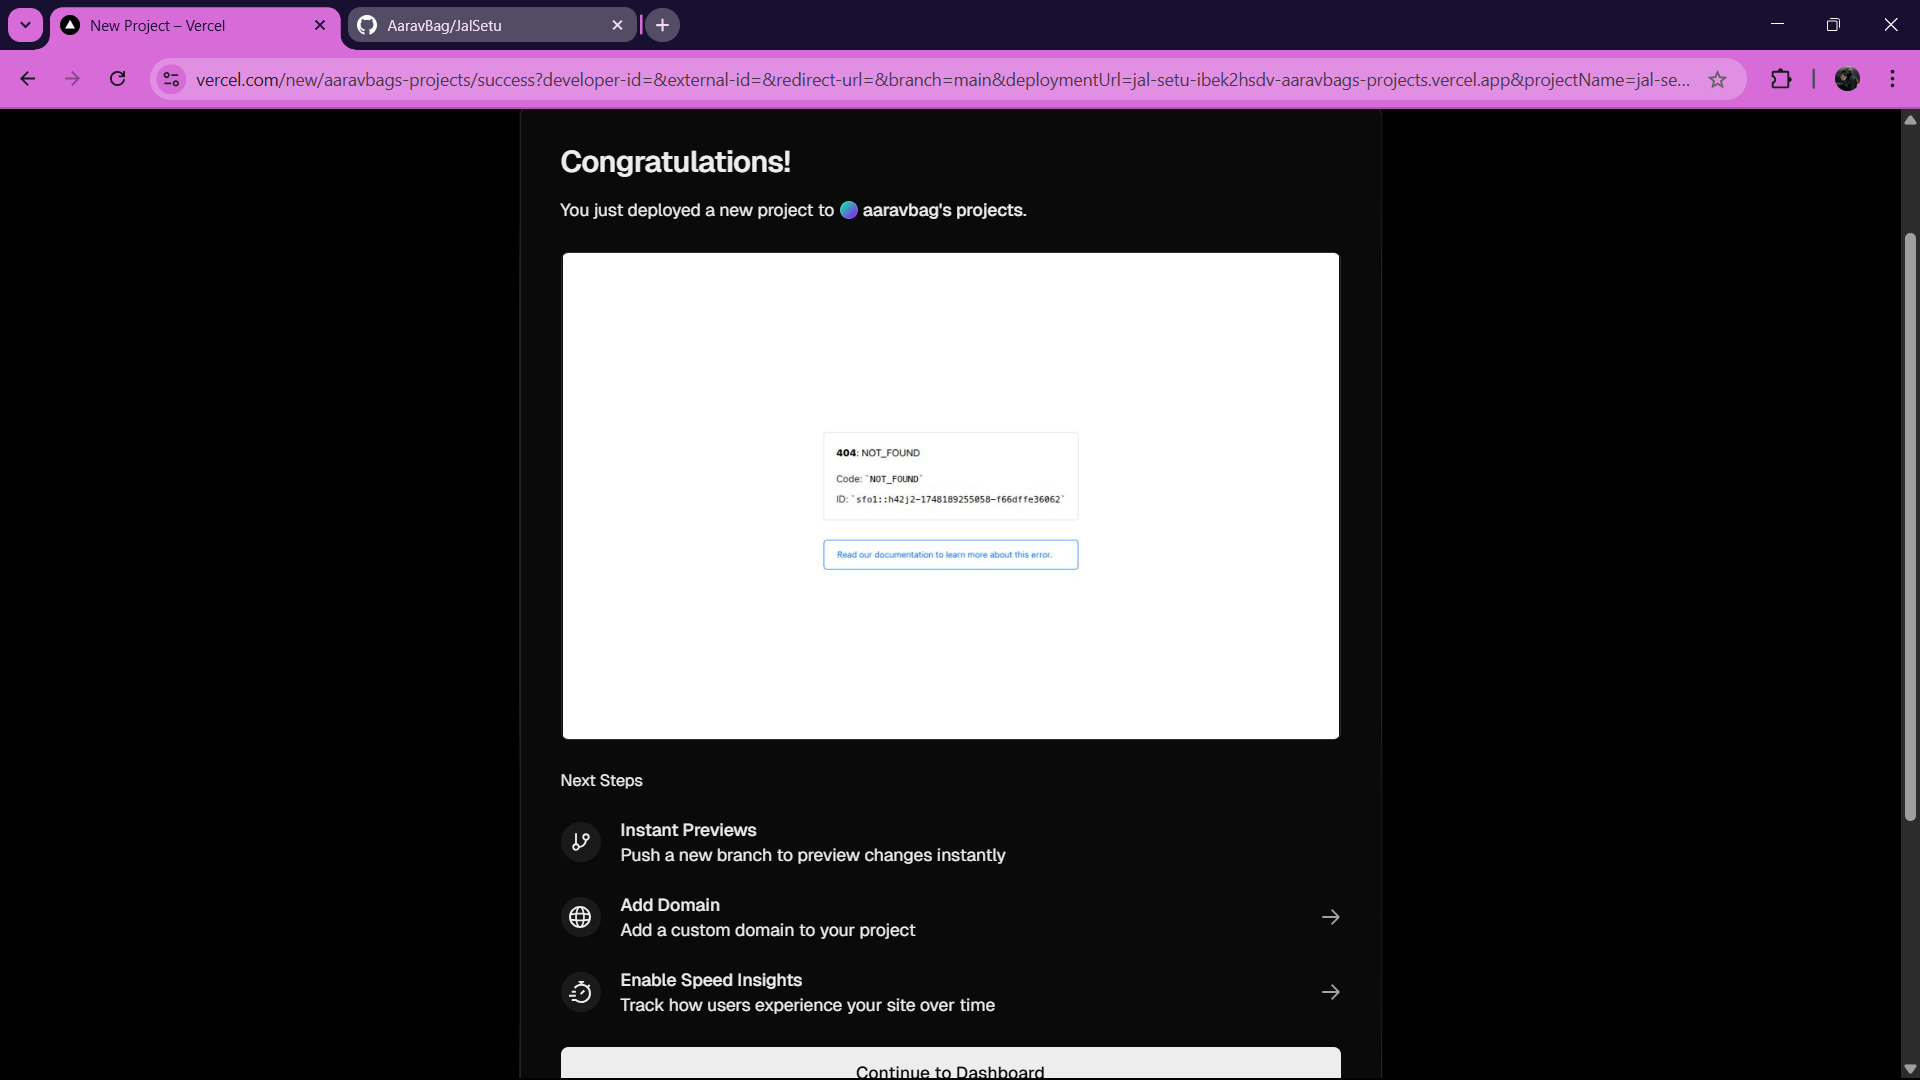 New Project – Vercel
AaravBag/JalSetu
vercel.com/new/aaravbags-projects/success?developer-id=&external-id=&redirect-url=&branch=main&deploymentUrl=jal-setu-ibek2hsdv-aaravbags-projects.vercel.app&projectName=jal-se...
Congratulations!
You just deployed a new project to aaravbag's projects.
404: NOT_FOUND
Code: `NOT_FOUND`
ID: `sfo1::h42j2-1748189255058-f66dffe36062`
Read our documentation to learn more about this error.
Next Steps
Instant Previews
Push a new branch to preview changes instantly
Add Domain
Add a custom domain to your project
Enable Speed Insights
Track how users experience your site over time
Continue to Dashboard